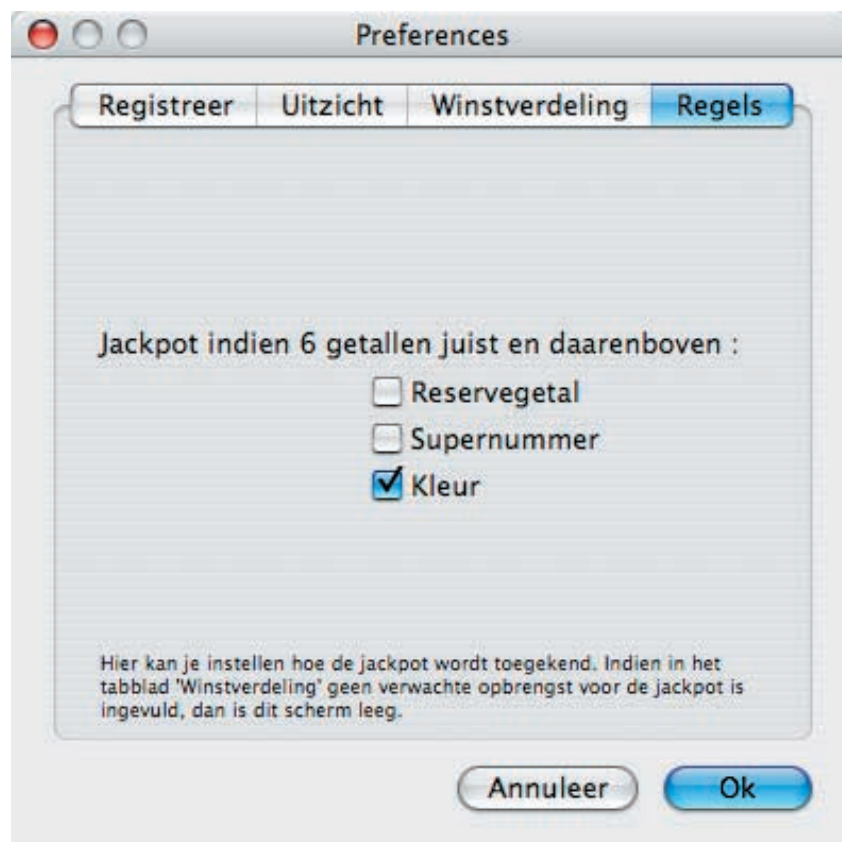 Preferences
Registreer Uitzicht Winstverdeling Regels
Jackpot indien 6 getallen juist en daarenboven :
Reservegetal
Supernummer
Kleur
Hier kan je instellen hoe de jackpot wordt toegekend. Indien in het
tabblad 'Winstverdeling' geen verwachte opbrengst voor de jackpot is
ingevuld, dan is dit scherm leeg.
Annuleer Ok